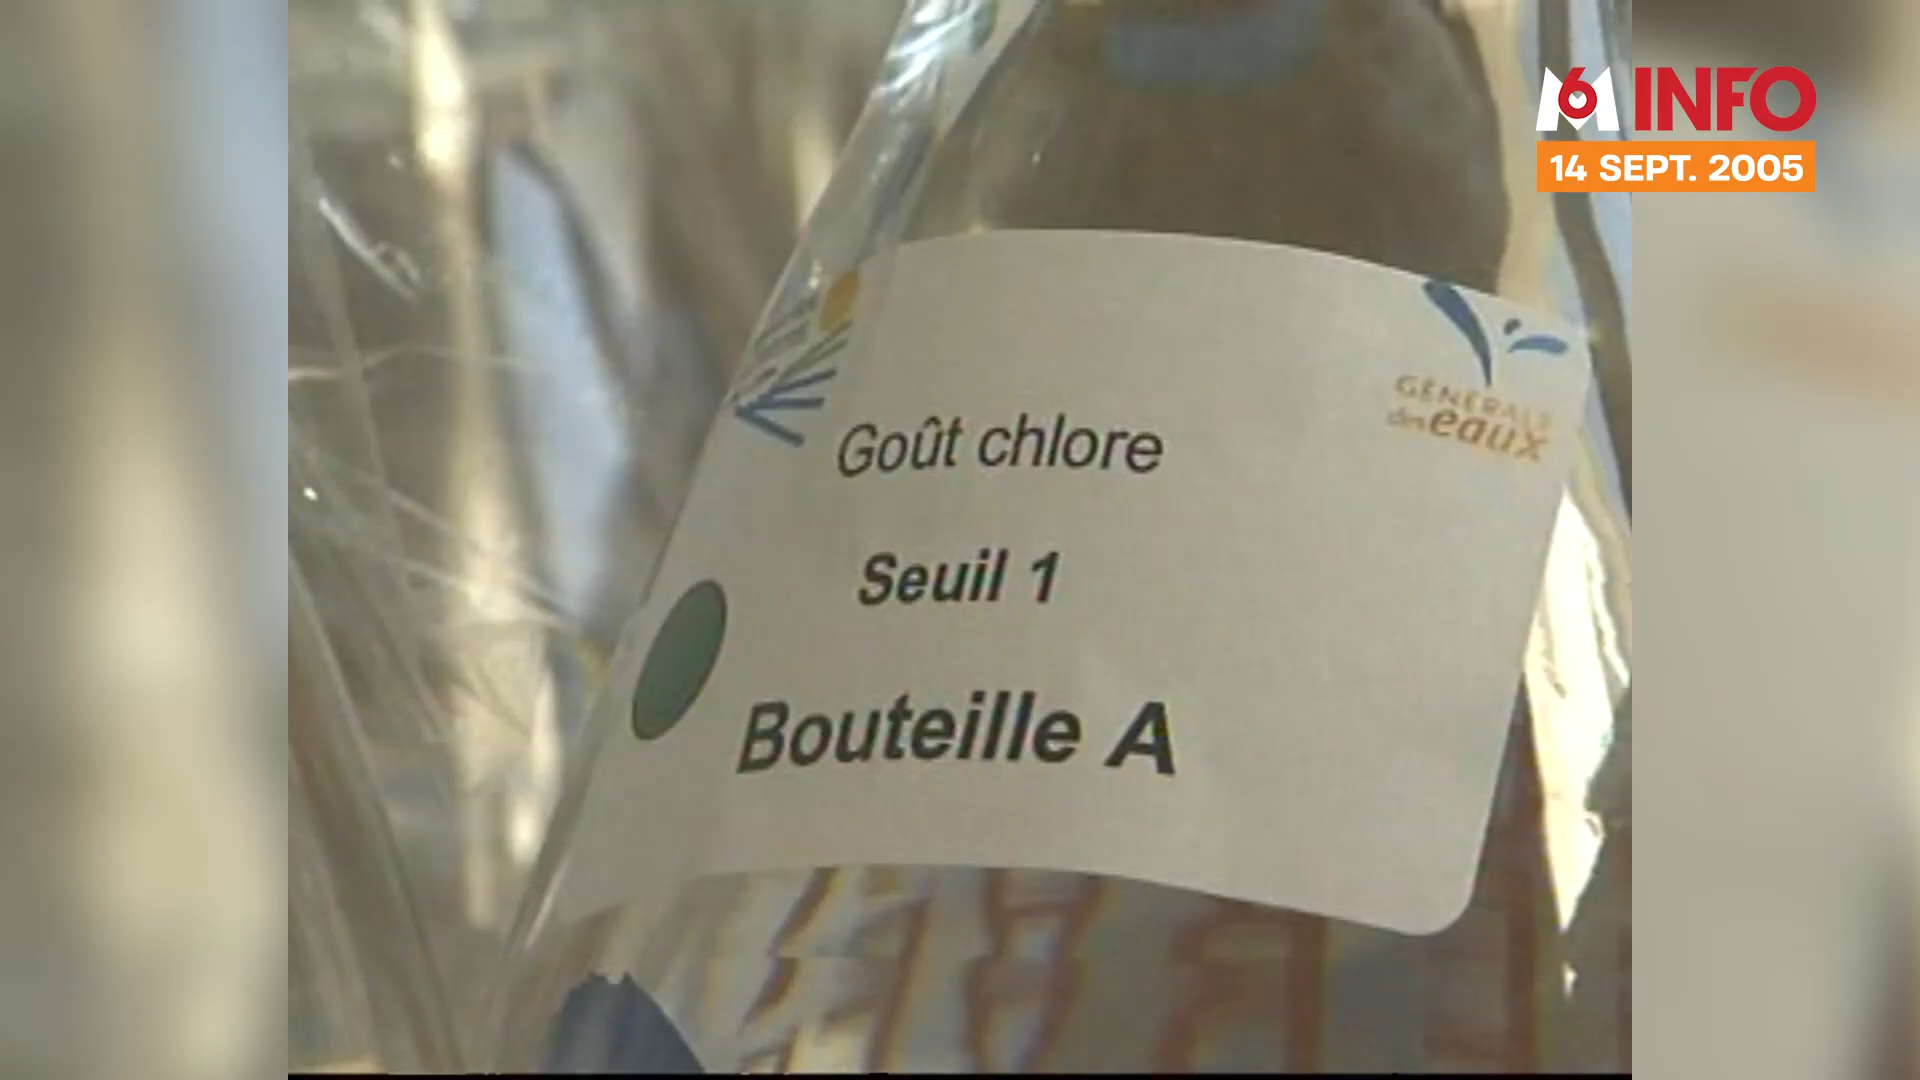 M6 INFO
14 SEPT. 2005
GÉNÉRALE
des eaux
Goût chlore
Seuil 1
Bouteille A